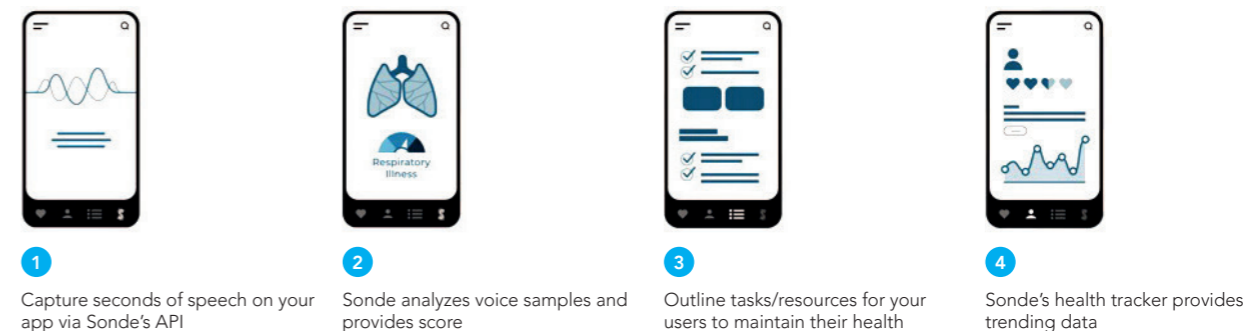 Respiratory
Illness
1
Capture seconds of speech on your
app via Sonde's API
2
Sonde analyzes voice samples and
provides score
3
Outline tasks/resources for your
users to maintain their health
4
Sonde's health tracker provides
trending data